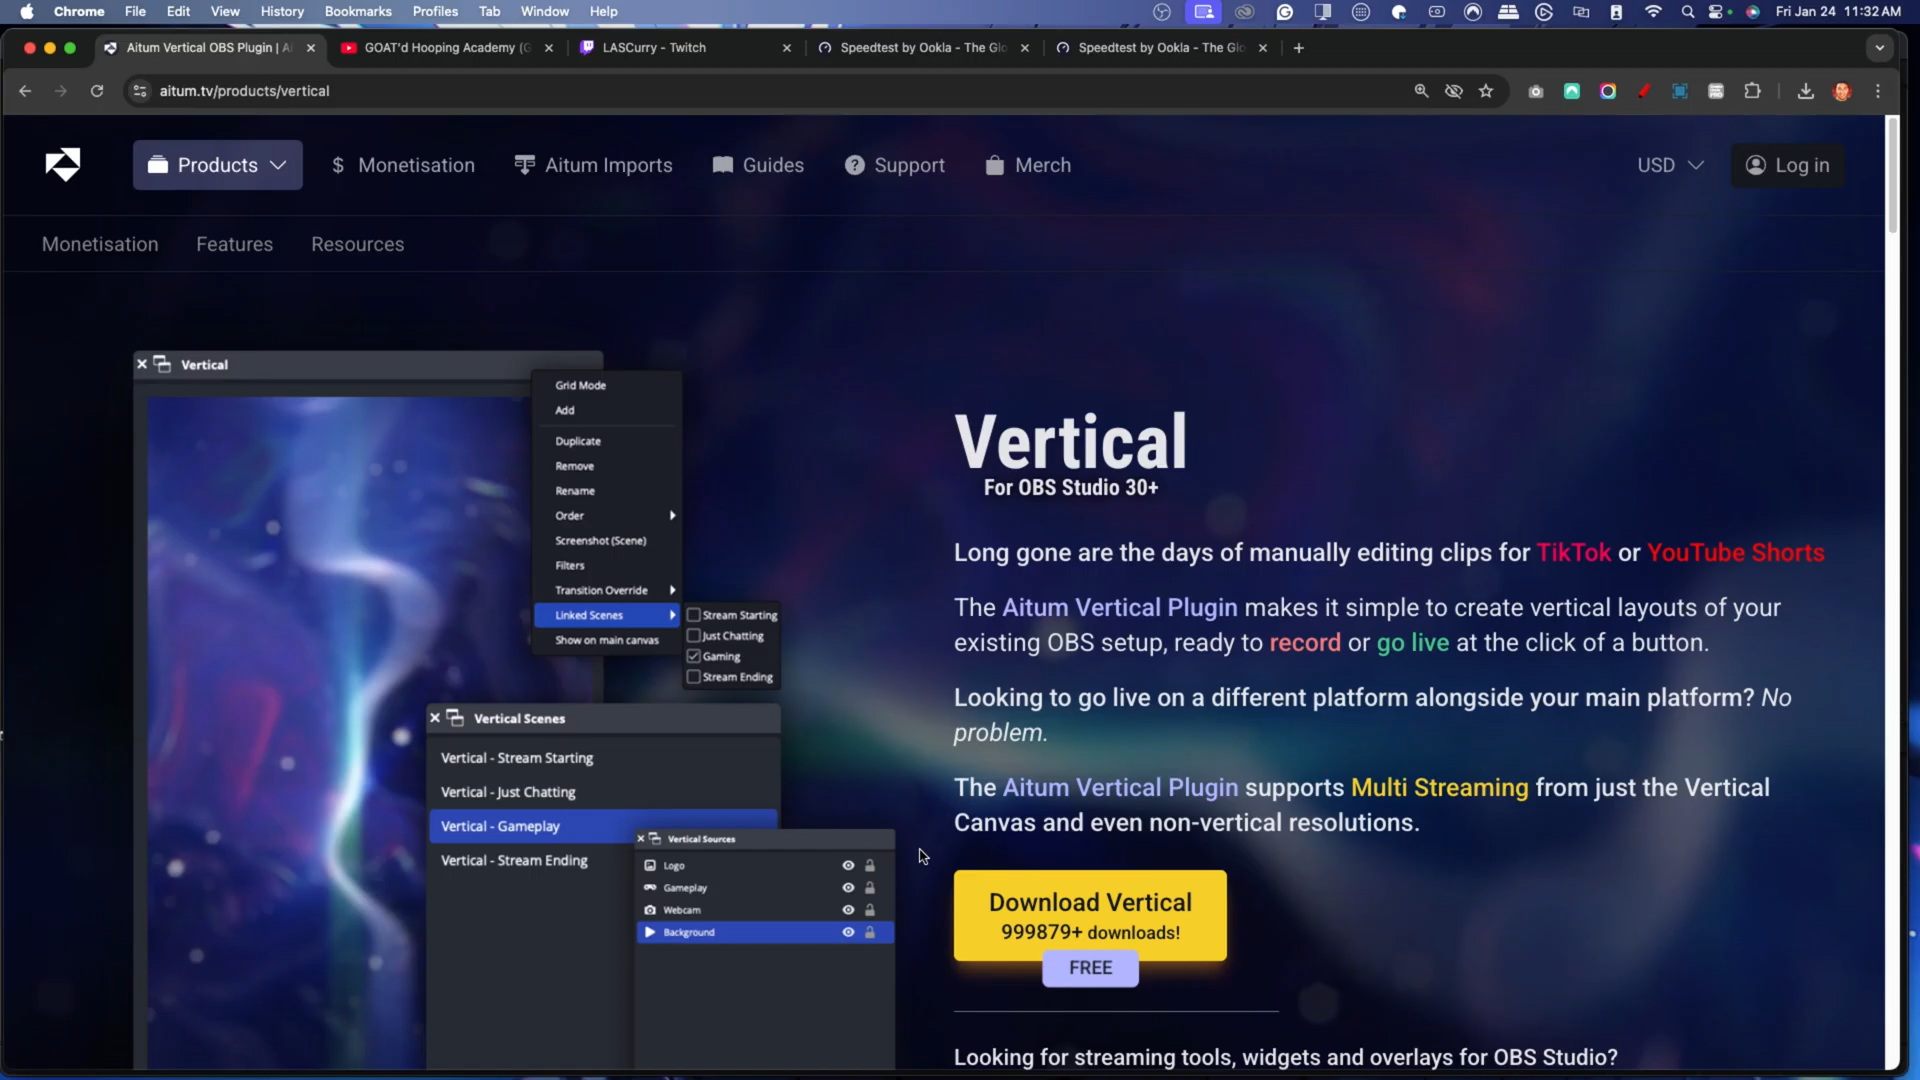 Chrome File Edit View History Bookmarks Profiles Tab Window Help Fri Jan 24 11:32 AM
Aitum Vertical OBS Plugin | A
GOAT'd Hooping Academy (G
LASCurry - Twitch
Speedtest by Ookla - The Glo
Speedtest by Ookla - The Glo
aitum.tv/products/vertical
Products $ Monetisation Aitum Imports Guides Support Merch USD Log in
Monetisation Features Resources
Vertical
Grid Mode
Add
Duplicate
Remove
Rename
Order
Screenshot (Scene)
Filters
Transition Override
Linked Scenes
Show on main canvas
Stream Starting
Just Chatting
Gaming
Stream Ending
Vertical Scenes
Vertical - Stream Starting
Vertical - Just Chatting
Vertical - Gameplay
Vertical - Stream Ending
Vertical Sources
Logo
Gameplay
Webcam
Background
Vertical
For OBS Studio 30+
Long gone are the days of manually editing clips for TikTok or YouTube Shorts
The Aitum Vertical Plugin makes it simple to create vertical layouts of your
existing OBS setup, ready to record or go live at the click of a button.
Looking to go live on a different platform alongside your main platform? No
problem.
The Aitum Vertical Plugin supports Multi Streaming from just the Vertical
Canvas and even non-vertical resolutions.
Download Vertical
999879+ downloads!
FREE
Looking for streaming tools, widgets and overlays for OBS Studio?